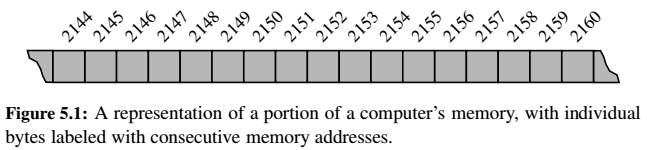 2144 2145 2146 2147 2148 2149 2150 2151 2152 2153 2154 2155 2156 2157 2158 2159 2160
Figure 5.1: A representation of a portion of a computer's memory, with individual
bytes labeled with consecutive memory addresses.